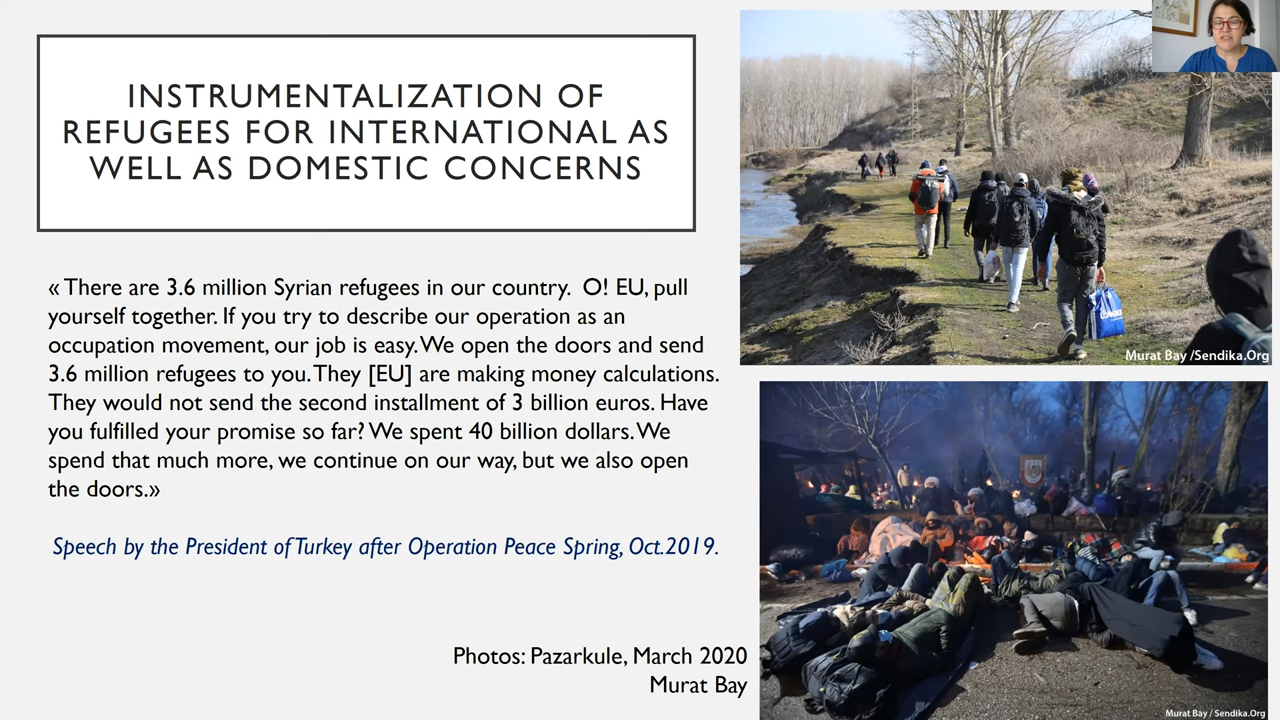 INSTRUMENTALIZATION OF
REFUGEES FOR INTERNATIONAL AS
WELL AS DOMESTIC CONCERNS
« There are 3.6 million Syrian refugees in our country. O! EU, pull
yourself together. If you try to describe our operation as an
occupation movement, our job is easy. We open the doors and send
3.6 million refugees to you. They [EU] are making money calculations.
They would not send the second installment of 3 billion euros. Have
you fulfilled your promise so far? We spent 40 billion dollars. We
spend that much more, we continue on our way, but we also open
the doors.»
Speech by the President of Turkey after Operation Peace Spring, Oct.2019.
Photos: Pazarkule, March 2020
Murat Bay
Murat Bay /Sendika.Org
Murat Bay / Sendika.Org